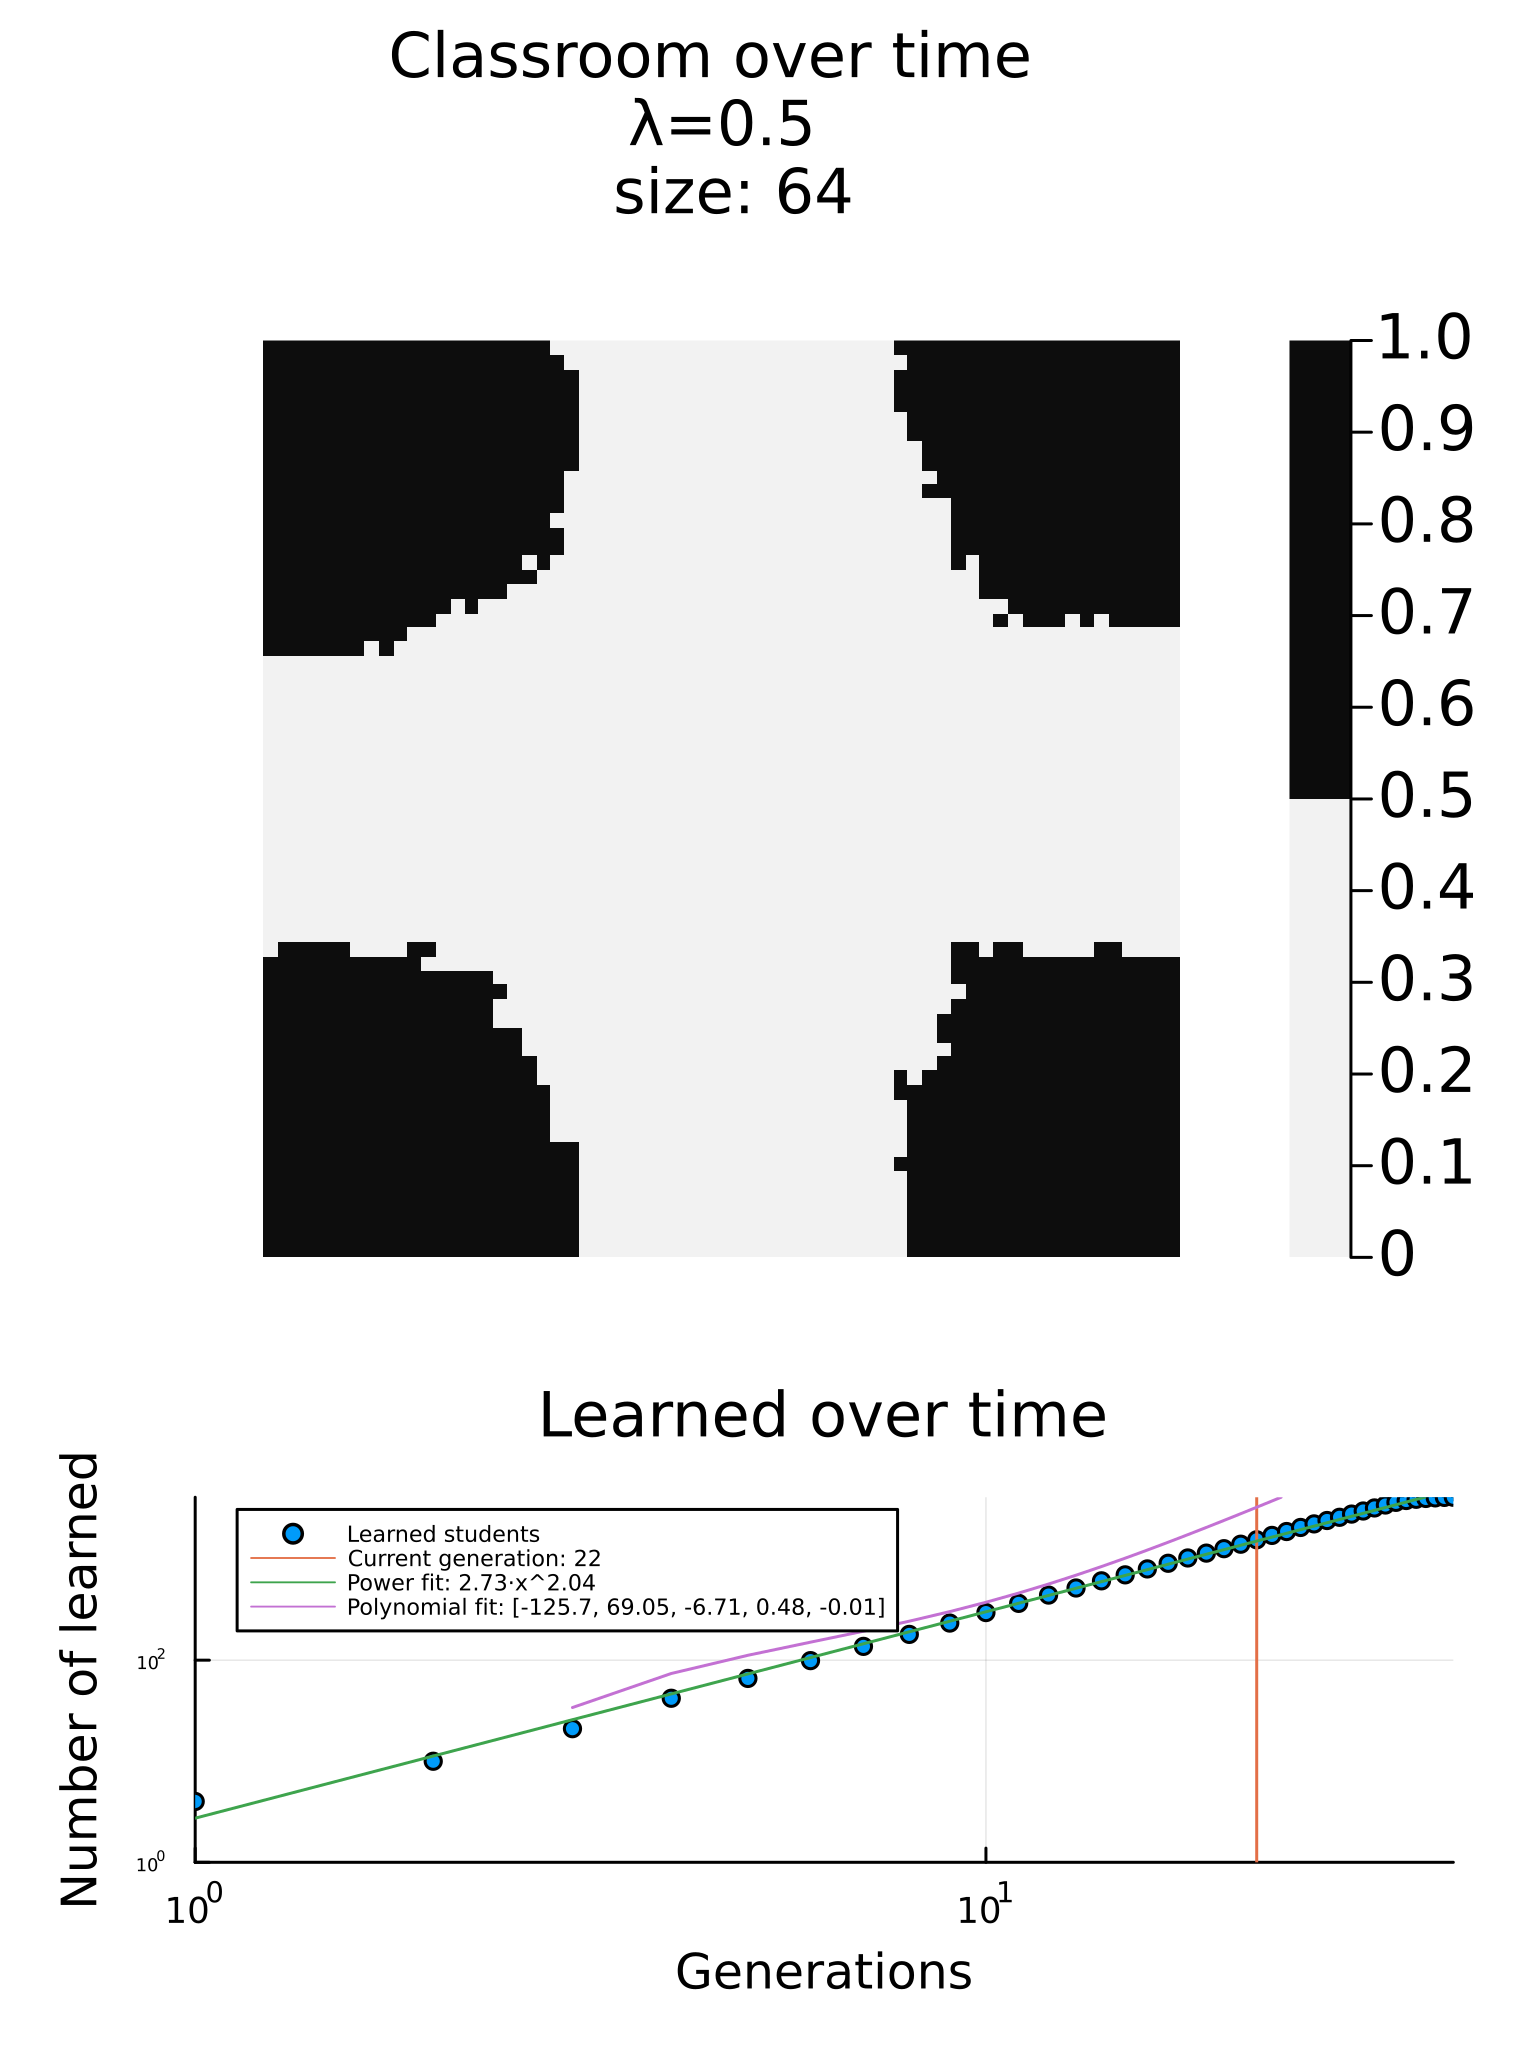 Classroom over time
λ=0.5
size: 64
1.0
0.9
0.8
0.7
0.6
0.5
0.4
0.3
0.2
0.1
0
Learned over time
Number of learned
Learned students
Current generation: 22
Power fit: 2.73·x^2.04
Polynomial fit: [-125.7, 69.05, -6.71, 0.48, -0.01]
10²
10⁰
10⁰ 10¹
Generations